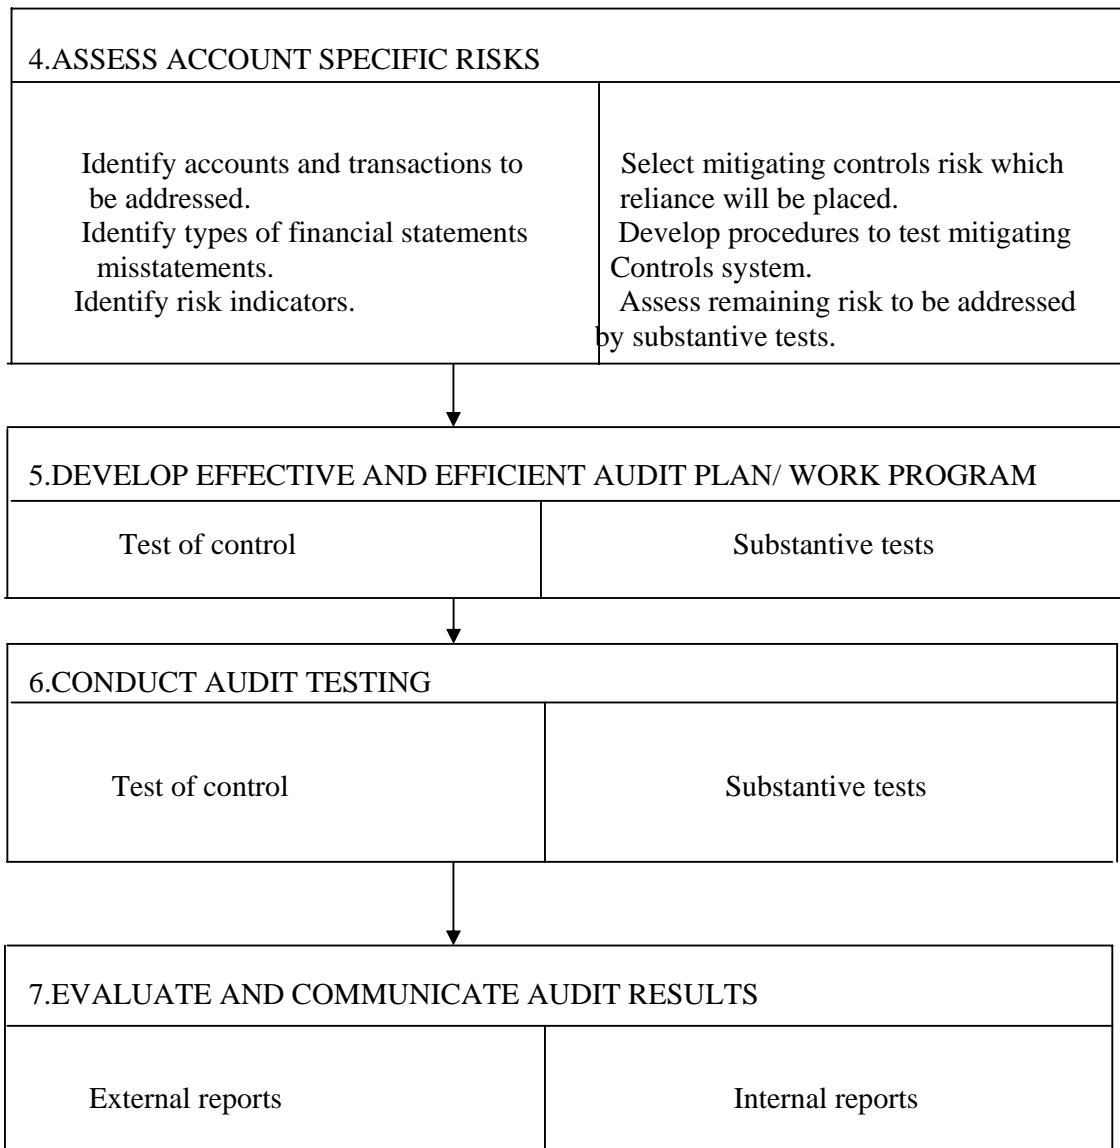 4.ASSESS ACCOUNT SPECIFIC RISKS
Identify accounts and transactions to
be addressed.
Identify types of financial statements
misstatements.
Identify risk indicators.
Select mitigating controls risk which
reliance will be placed.
Develop procedures to test mitigating
Controls system.
Assess remaining risk to be addressed
by substantive tests.
5.DEVELOP EFFECTIVE AND EFFICIENT AUDIT PLAN/ WORK PROGRAM
Test of control
Substantive tests
6.CONDUCT AUDIT TESTING
Test of control
Substantive tests
7.EVALUATE AND COMMUNICATE AUDIT RESULTS
External reports
Internal reports